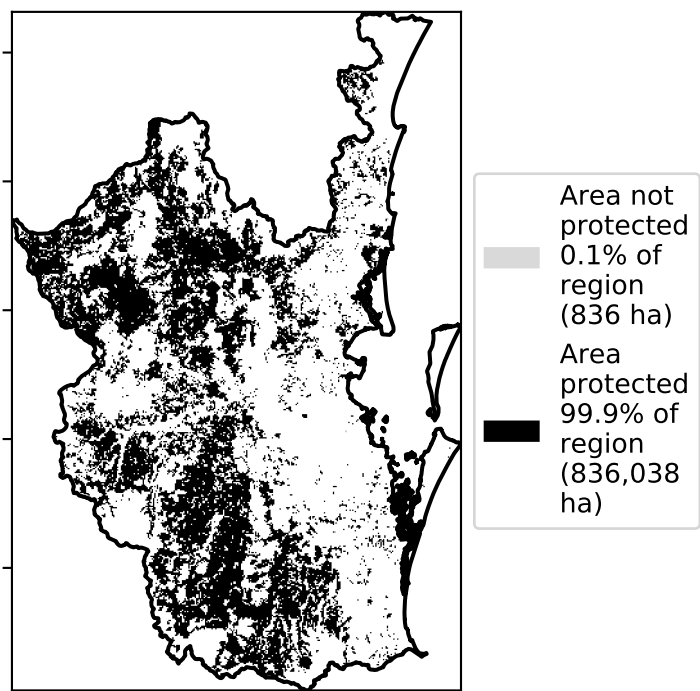 Area not
protected
0.1% of
region
(836 ha)
Area
protected
99.9% of
region
(836,038
ha)